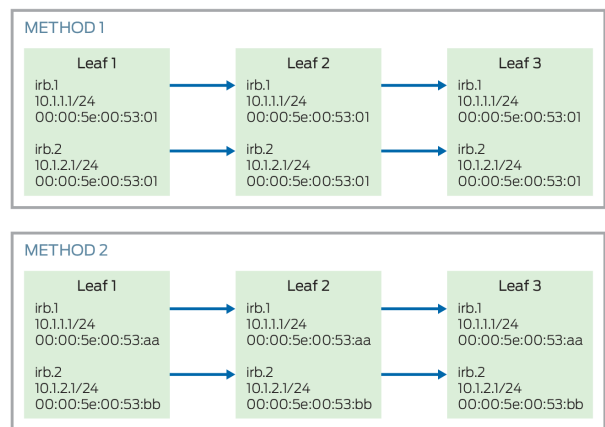 METHOD 1
Leaf 1
irb.1
10.1.1.1/24
00:00:5e:00:53:01
irb.2
10.1.2.1/24
00:00:5e:00:53:01
Leaf 2
irb.1
10.1.1.1/24
00:00:5e:00:53:01
irb.2
10.1.2.1/24
00:00:5e:00:53:01
Leaf 3
irb.1
10.1.1.1/24
00:00:5e:00:53:01
irb.2
10.1.2.1/24
00:00:5e:00:53:01
METHOD 2
Leaf 1
irb.1
10.1.1.1/24
00:00:5e:00:53:aa
irb.2
10.1.2.1/24
00:00:5e:00:53:bb
Leaf 2
irb.1
10.1.1.1/24
00:00:5e:00:53:aa
irb.2
10.1.2.1/24
00:00:5e:00:53:bb
Leaf 3
irb.1
10.1.1.1/24
00:00:5e:00:53:aa
irb.2
10.1.2.1/24
00:00:5e:00:53:bb